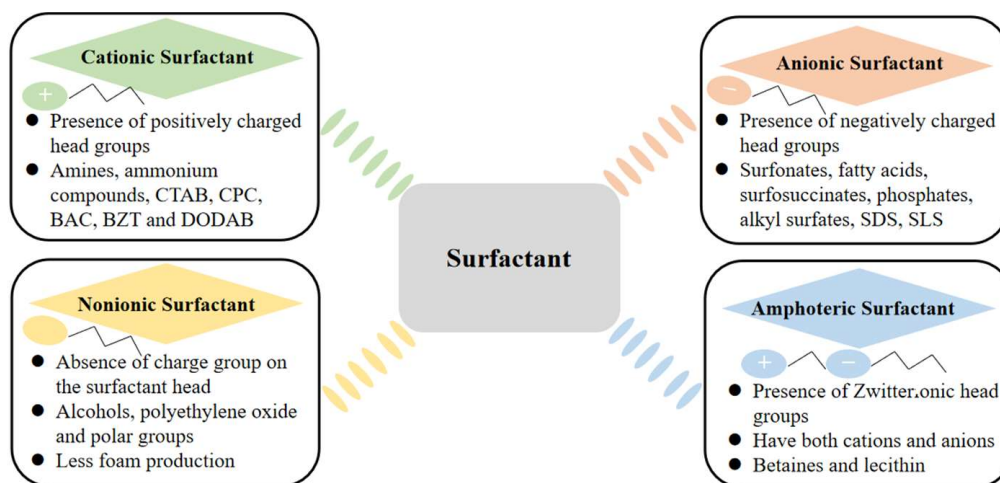 Cationic Surfactant
+
● Presence of positively charged
head groups
● Amines, ammonium
compounds, CTAB, CPC,
BAC, BZT and DODAB
Anionic Surfactant
−
● Presence of negatively charged
head groups
● Surfonates, fatty acids,
surfosuccinates, phosphates,
alkyl surfates, SDS, SLS
Surfactant
Nonionic Surfactant
● Absence of charge group on
the surfactant head
● Alcohols, polyethylene oxide
and polar groups
● Less foam production
Amphoteric Surfactant
+ −
● Presence of Zwitter.onic head
groups
● Have both cations and anions
● Betaines and lecithin